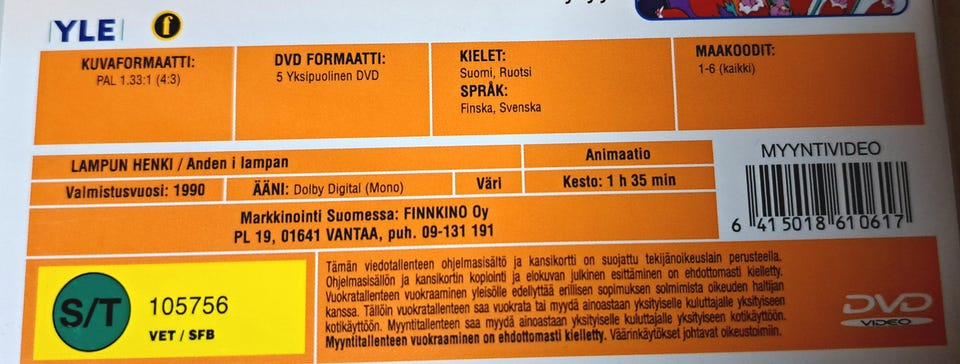 YLE f
KUVAFORMAATTI:
PAL 1.33:1 (4:3)
DVD FORMAATTI:
5 Yksipuolinen DVD
KIELET:
Suomi, Ruotsi
SPRÅK:
Finska, Svenska
MAAKOODIT:
1-6 (kaikki)
LAMPUN HENKI / Anden i lampan
Animaatio
Valmistusvuosi: 1990
ÄÄNI: Dolby Digital (Mono)
Väri
Kesto: 1 h 35 min
Markkinointi Suomessa: FINNKINO Oy
PL 19, 01641 VANTAA, puh. 09-131 191
MYYNTIVIDEO
6 415018 610617
S/T
105756
VET / SFB
Tämän viedotallenteen ohjelmasisältö ja kansikortti on suojattu tekijänoikeuslain perusteella.
Ohjelmasisällön ja kansikortin kopiointi ja elokuvan julkinen esittäminen on ehdottomasti kielletty.
Vuokratallenteen vuokraaminen yleisölle edellyttää erillisen sopimuksen solmimista oikeuden haltijan
kanssa. Tällöin vuokratallenteen saa vuokrata tai myydä ainoastaan yksityiselle kuluttajalle yksityiseen
kotikäyttöön. Myyntitallenteen saa myydä ainoastaan yksityiselle kuluttajalle yksityiseen kotikäyttöön.
Myyntitallenteen vuokraaminen on ehdottomasti kielletty. Väärinkäytökset johtavat oikeustoimiin.
DVD
VIDEO